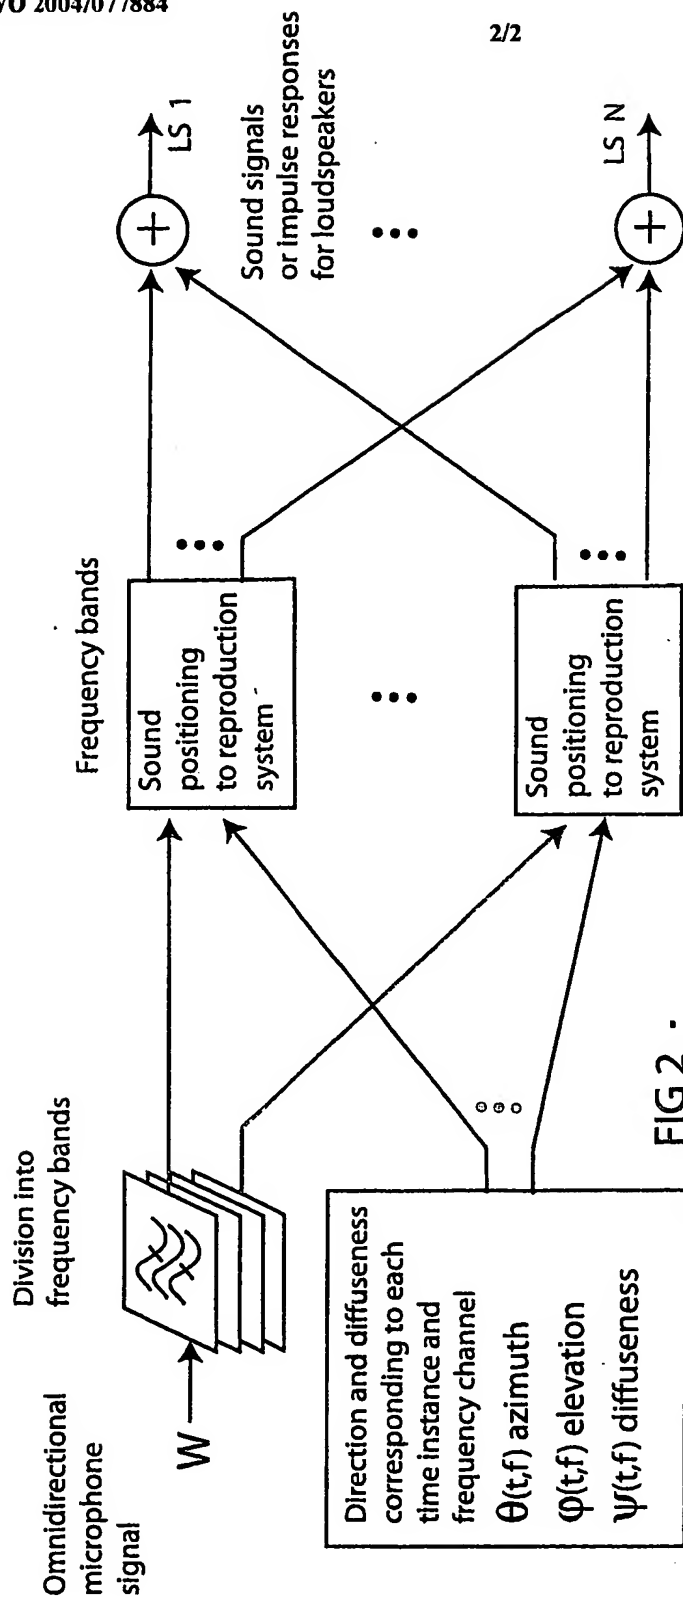 WO 2004/077884
2/2
Omnidirectional
microphone
signal
Division into
frequency bands
Frequency bands
W
Sound
positioning
to reproduction
system
LS 1
Sound signals
or impulse responses
for loudspeakers
Direction and diffuseness
corresponding to each
time instance and
frequency channel
θ(t,f) azimuth
φ(t,f) elevation
ψ(t,f) diffuseness
Sound
positioning
to reproduction
system
LS N
FIG 2